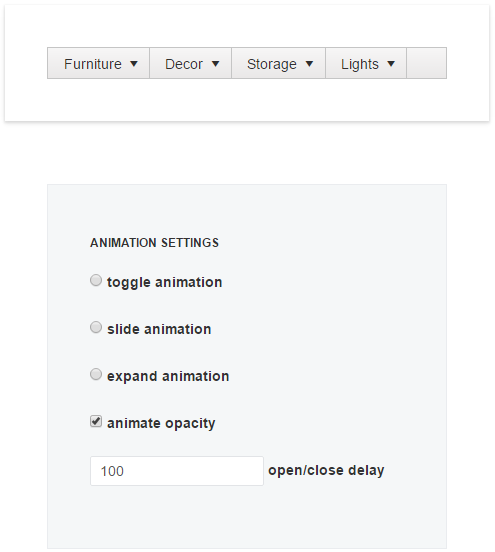 Furniture Decor Storage Lights
ANIMATION SETTINGS
toggle animation
slide animation
expand animation
animate opacity
100 open/close delay